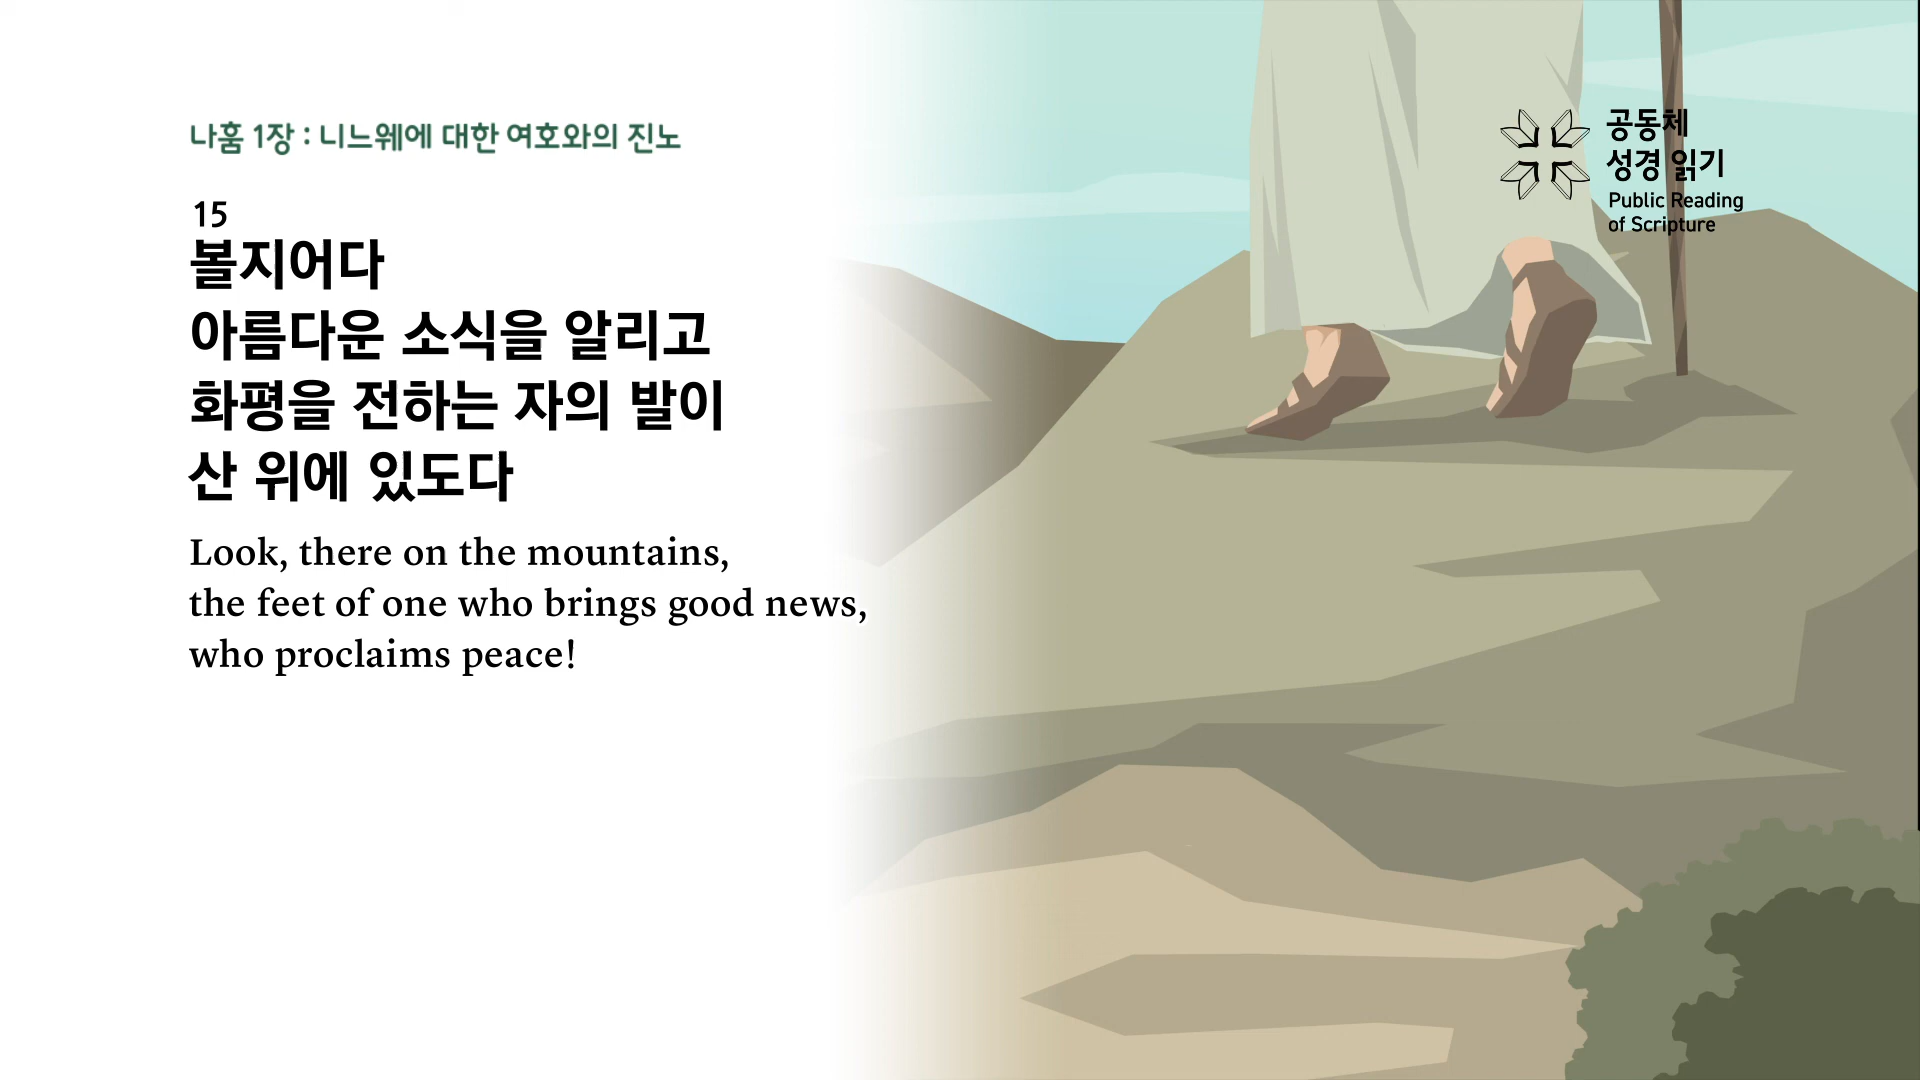 나훔 1장 : 니느웨에 대한 여호와의 진노
15
볼지어다
아름다운 소식을 알리고
화평을 전하는 자의 발이
산 위에 있도다
Look, there on the mountains,
the feet of one who brings good news,
who proclaims peace!
공동체
성경 읽기
Public Reading
of Scripture